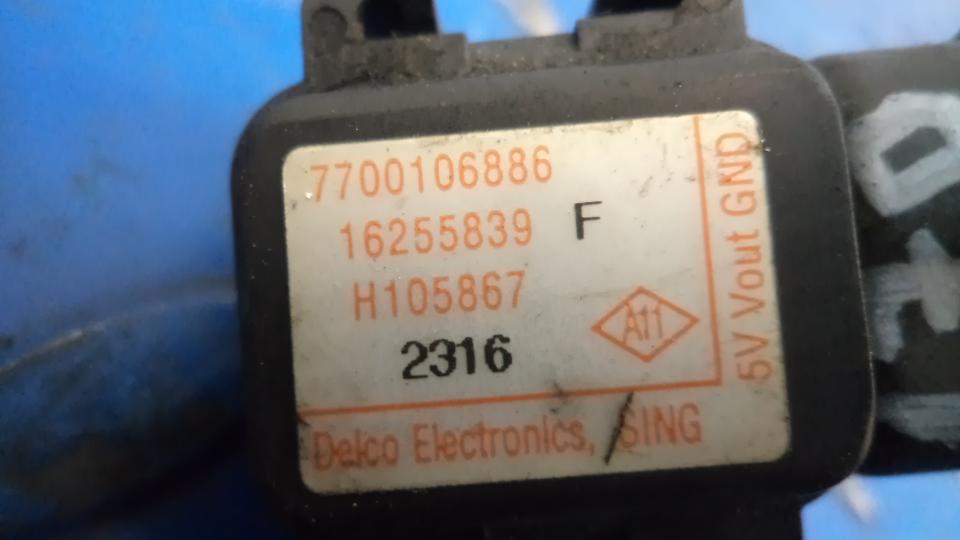 7700106886
16255839 F
H105867
2316
A11
Delco Electronics, SING
5V Vout GND